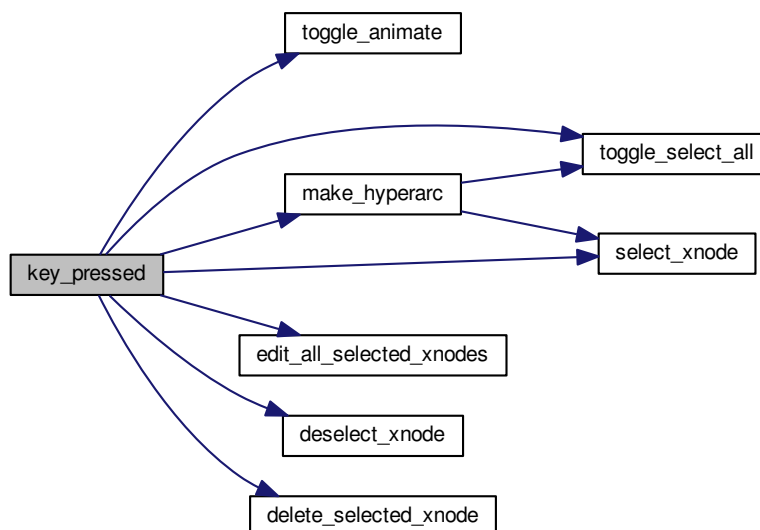 toggle_animate
toggle_select_all
make_hyperarc
select_xnode
key_pressed
edit_all_selected_xnodes
deselect_xnode
delete_selected_xnode